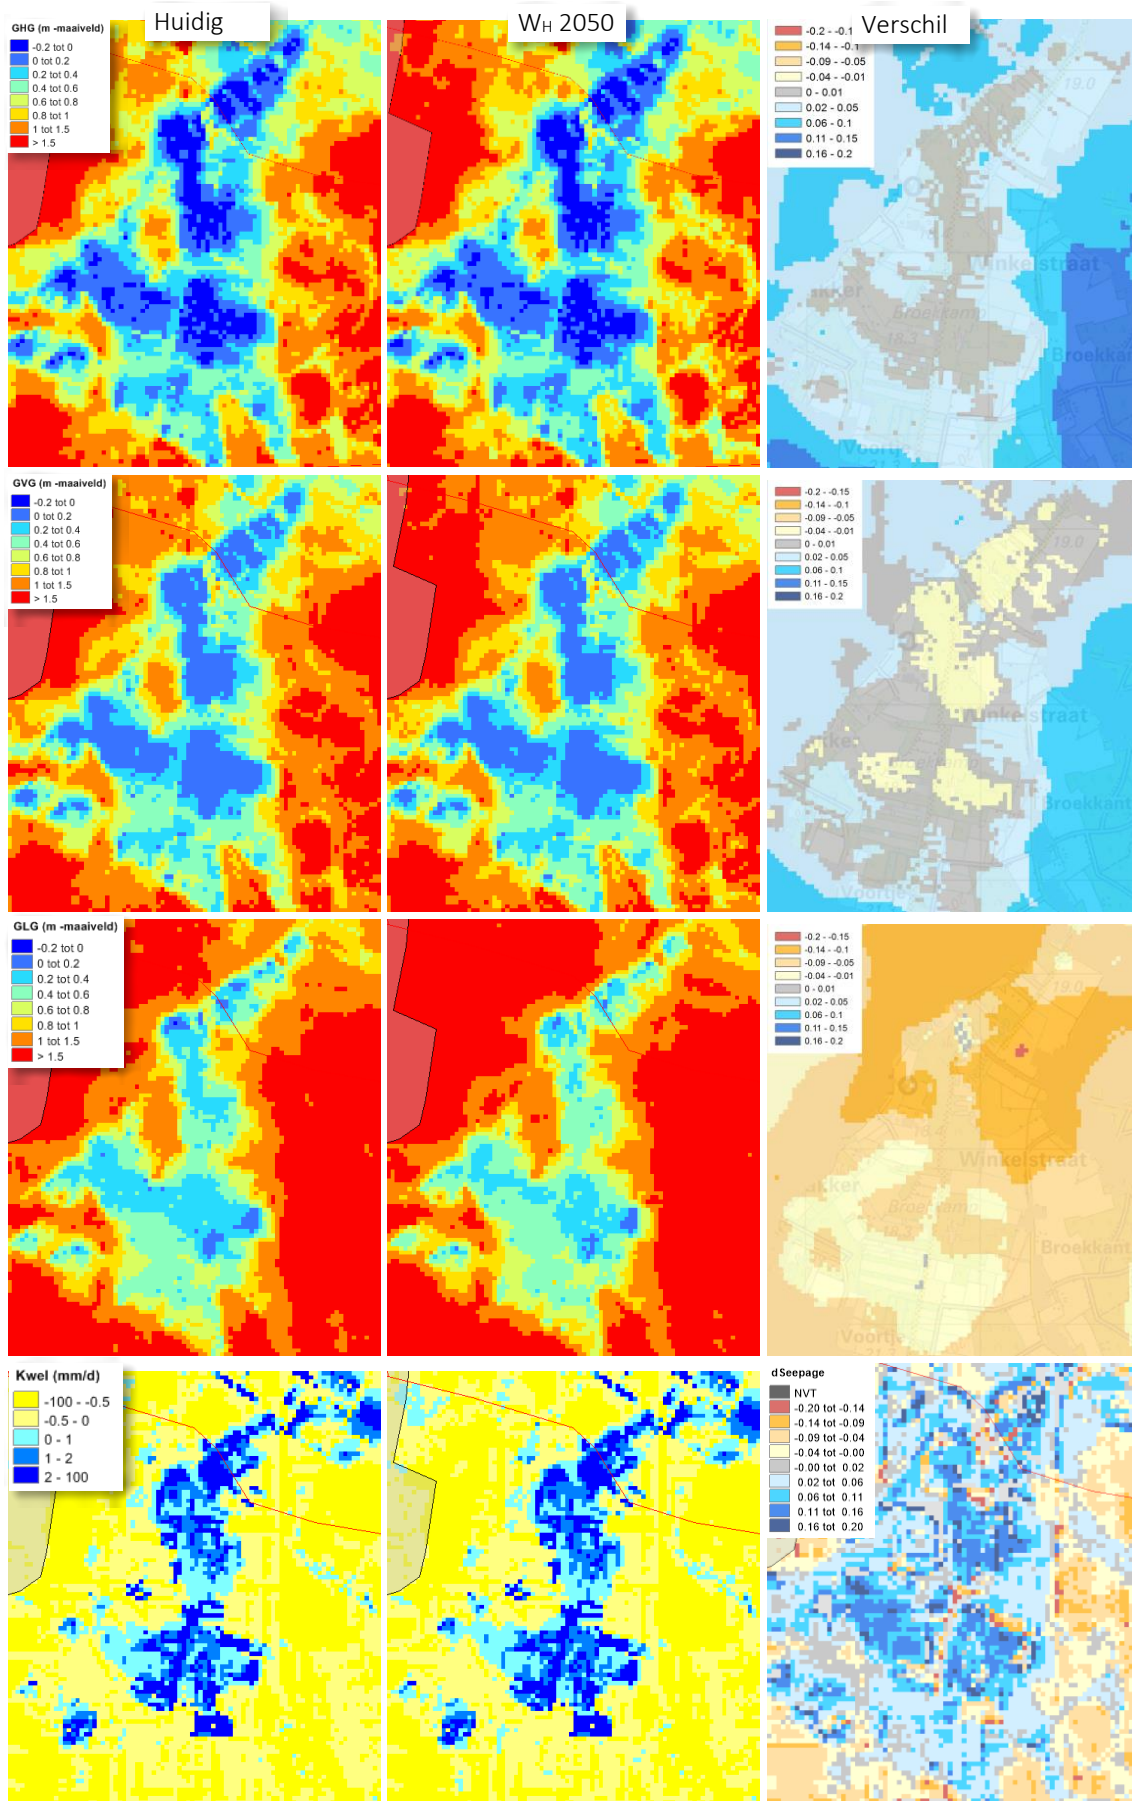 Huidig
WH 2050
Verschil
GHG (m -maaiveld)
-0.2 tot 0
0 tot 0.2
0.2 tot 0.4
0.4 tot 0.6
0.6 tot 0.8
0.8 tot 1
1 tot 1.5
> 1.5
-0.2 - -0.1
-0.14 - -0.1
-0.09 - -0.05
-0.04 - -0.01
0 - 0.01
0.02 - 0.05
0.06 - 0.1
0.11 - 0.15
0.16 - 0.2
19.0
Winkelstraat
kker
Broekkamp
18.3
Broekkan
Voortje
21.3
GVG (m -maaiveld)
-0.2 tot 0
0 tot 0.2
0.2 tot 0.4
0.4 tot 0.6
0.6 tot 0.8
0.8 tot 1
1 tot 1.5
> 1.5
-0.2 - -0.15
-0.14 - -0.1
-0.09 - -0.05
-0.04 - -0.01
0 - 0.01
0.02 - 0.05
0.06 - 0.1
0.11 - 0.15
0.16 - 0.2
19.0
Winkelstraat
kke
Broekkamp
Broekkant
Voortje
GLG (m -maaiveld)
-0.2 tot 0
0 tot 0.2
0.2 tot 0.4
0.4 tot 0.6
0.6 tot 0.8
0.8 tot 1
1 tot 1.5
> 1.5
-0.2 - -0.15
-0.14 - -0.1
-0.09 - -0.05
-0.04 - -0.01
0 - 0.01
0.02 - 0.05
0.06 - 0.1
0.11 - 0.15
0.16 - 0.2
19.0
Winkelstraat
kker
Broekkamp
Broekkant
Voortje
Kwel (mm/d)
-100 - -0.5
-0.5 - 0
0 - 1
1 - 2
2 - 100
dSeepage
NVT
-0.20 tot -0.14
-0.14 tot -0.09
-0.09 tot -0.04
-0.04 tot -0.00
-0.00 tot 0.02
0.02 tot 0.06
0.06 tot 0.11
0.11 tot 0.16
0.16 tot 0.20